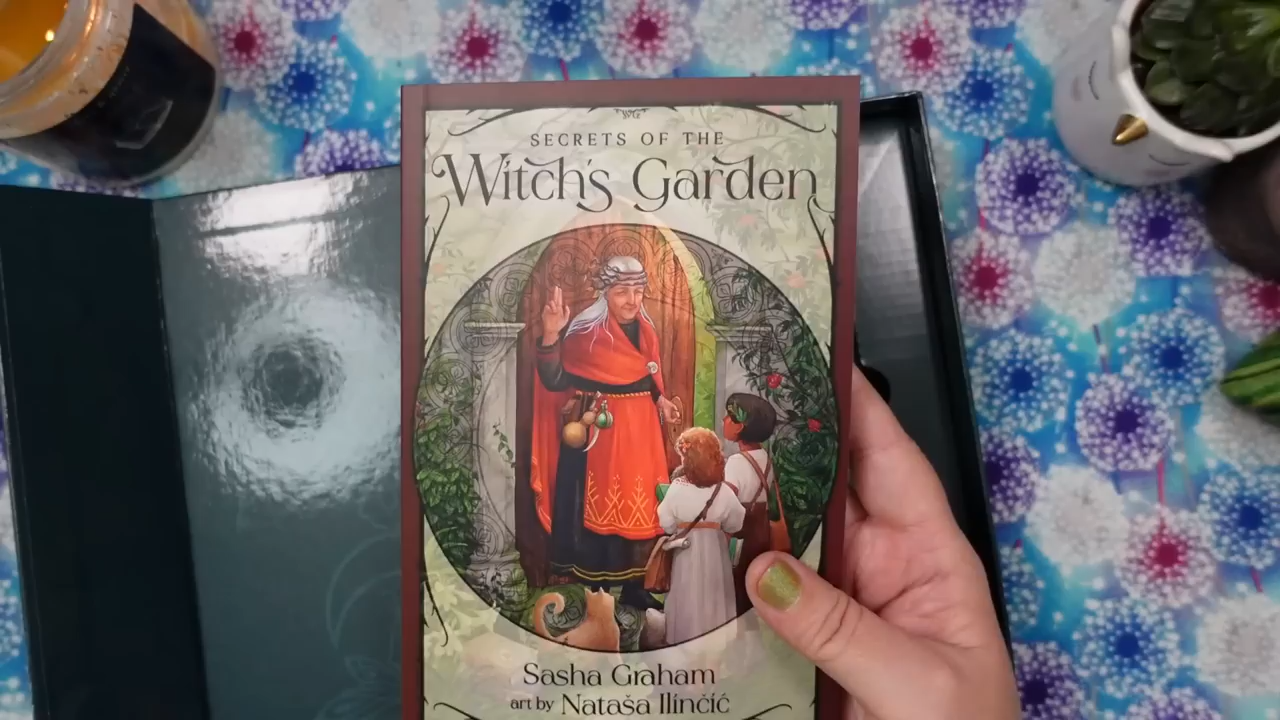 SECRETS OF THE
Witch's Garden
Sasha Graham
art by Nataša Ilinčić